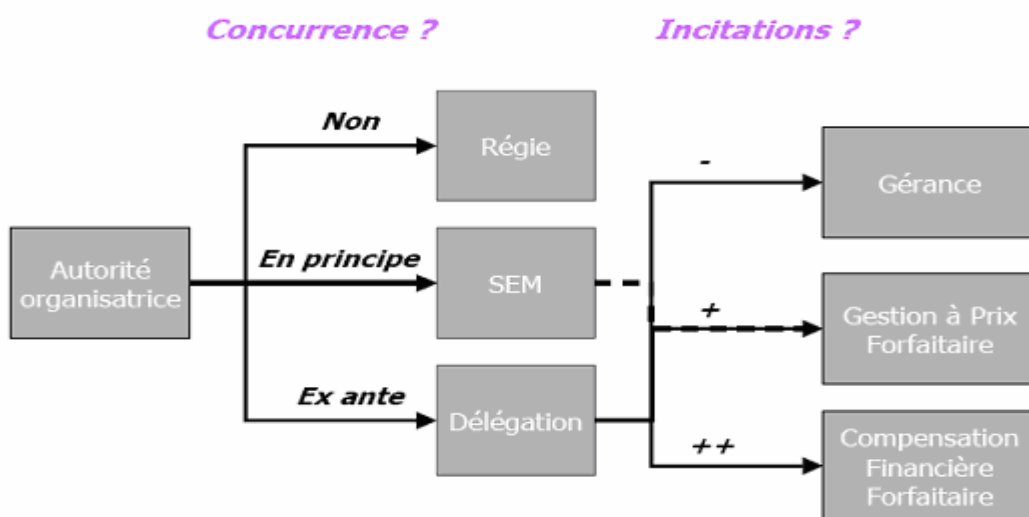 Concurrence ?
Incitations ?
Non
Régie
-
Gérance
Autorité
organisatrice
En principe
SEM
+
Gestion à Prix
Forfaitaire
Ex ante
Délégation
++
Compensation
Financière
Forfaitaire